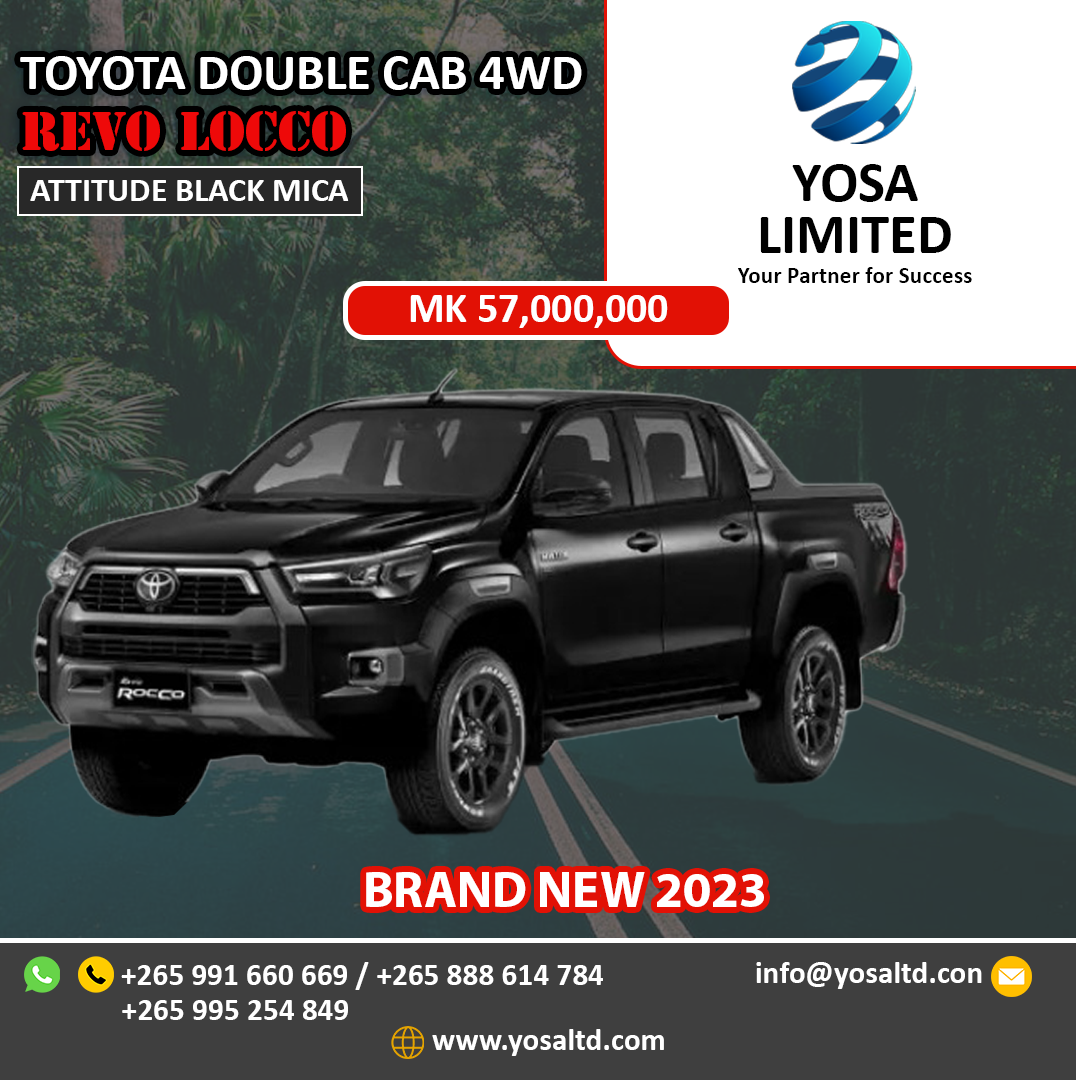 TOYOTA DOUBLE CAB 4WD
REVO LOCCO
ATTITUDE BLACK MICA
YOSA
LIMITED
Your Partner for Success
MK 57,000,000
ROCCO
Revo
ROCCO
BRAND NEW 2023
+265 991 660 669 / +265 888 614 784
+265 995 254 849
info@yosaltd.con
www.yosaltd.com